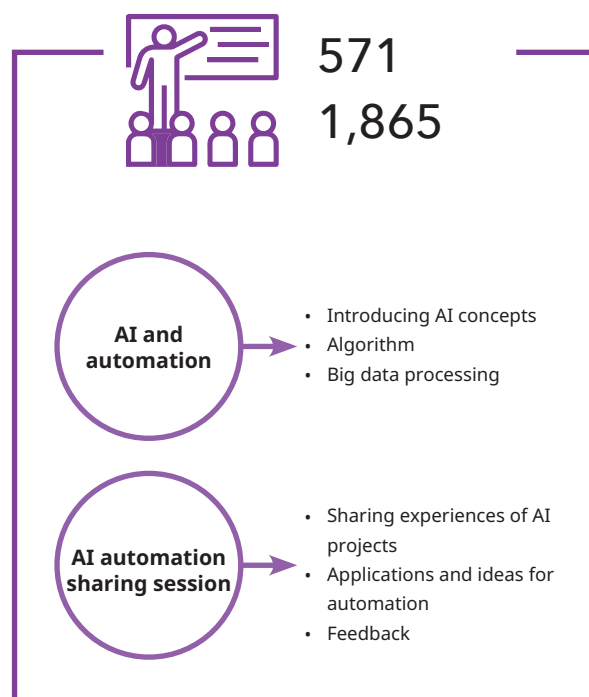 571
1,865
AI and
automation
• Introducing AI concepts
• Algorithm
• Big data processing
AI automation
sharing session
• Sharing experiences of AI
projects
• Applications and ideas for
automation
• Feedback